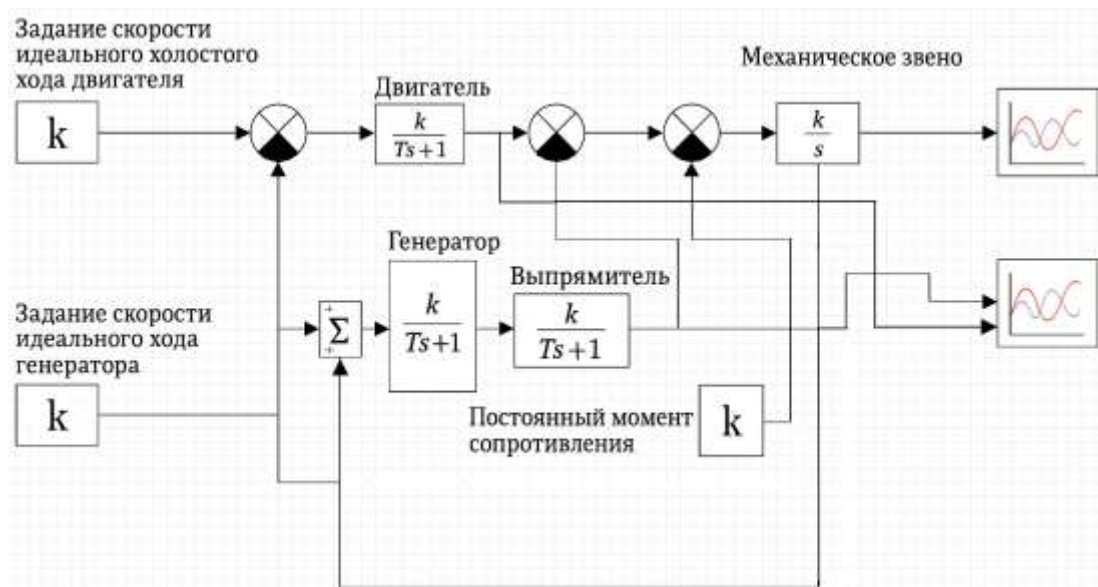 Задание скорости
идеального холостого
хода двигателя
k
Двигатель
k
Ts+1
Механическое звено
k
s
Задание скорости
идеального хода
генератора
k
+
Σ
+
Генератор
k
Ts+1
Выпрямитель
k
Ts+1
Постоянный момент
сопротивления
k